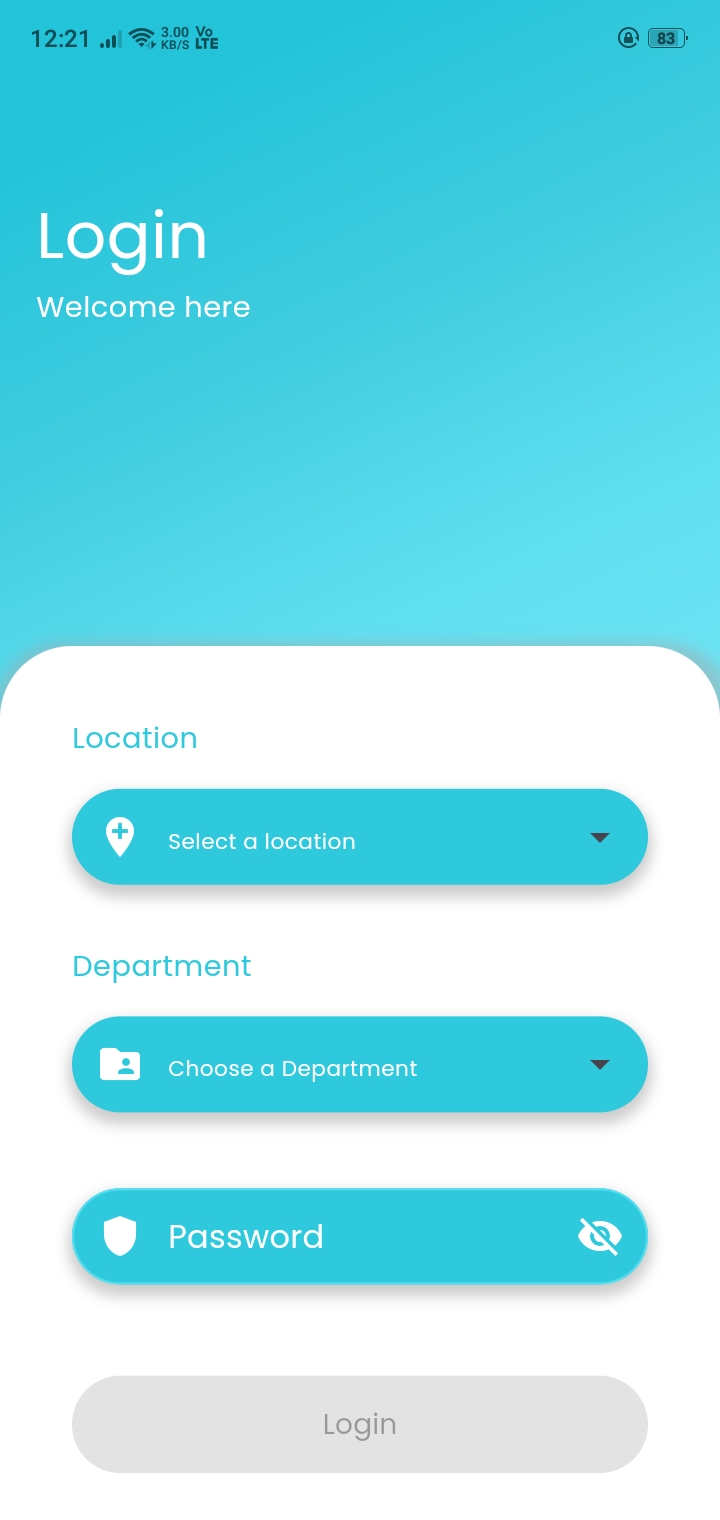 12:21 3.00 KB/S Vo LTE 83
Login
Welcome here
Location
Select a location
Department
Choose a Department
Password
Login